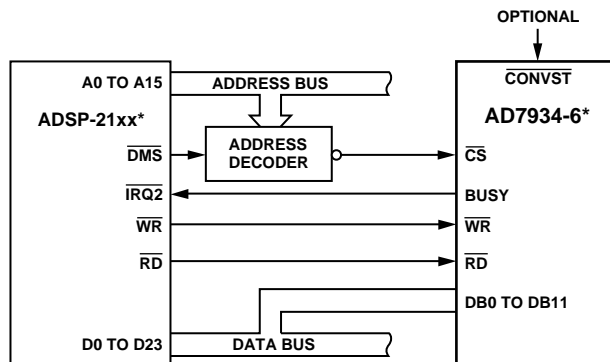 OPTIONAL
A0 TO A15
ADDRESS BUS
CONVST
ADSP-21xx*
AD7934-6*
DMS
ADDRESS
DECODER
CS
IRQ2
BUSY
WR
WR
RD
RD
DB0 TO DB11
D0 TO D23
DATA BUS